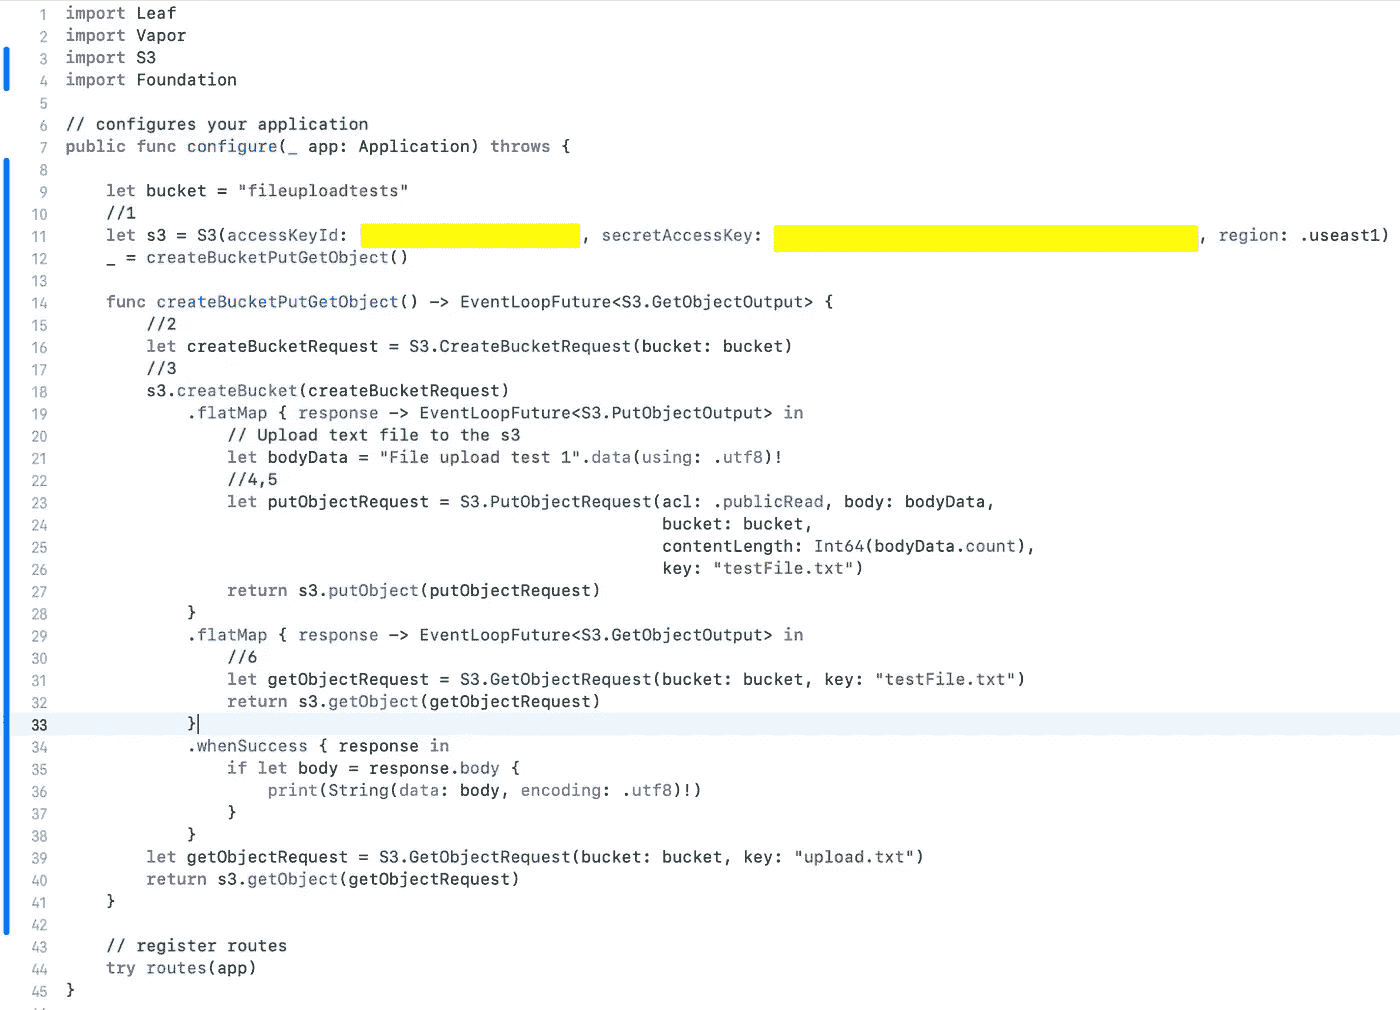 1 import Leaf
2 import Vapor
3 import S3
4 import Foundation
5
6 // configures your application
7 public func configure(_ app: Application) throws {
8
9     let bucket = "fileuploadtests"
10     //1
11     let s3 = S3(accessKeyId: , secretAccessKey: , region: .useast1)
12     _ = createBucketPutGetObject()
13
14     func createBucketPutGetObject() -> EventLoopFuture<S3.GetObjectOutput> {
15         //2
16         let createBucketRequest = S3.CreateBucketRequest(bucket: bucket)
17         //3
18         s3.createBucket(createBucketRequest)
19             .flatMap { response -> EventLoopFuture<S3.PutObjectOutput> in
20                 // Upload text file to the s3
21                 let bodyData = "File upload test 1".data(using: .utf8)!
22                 //4,5
23                 let putObjectRequest = S3.PutObjectRequest(acl: .publicRead, body: bodyData,
24                                                            bucket: bucket,
25                                                            contentLength: Int64(bodyData.count),
26                                                            key: "testFile.txt")
27                 return s3.putObject(putObjectRequest)
28             }
29             .flatMap { response -> EventLoopFuture<S3.GetObjectOutput> in
30                 //6
31                 let getObjectRequest = S3.GetObjectRequest(bucket: bucket, key: "testFile.txt")
32                 return s3.getObject(getObjectRequest)
33             }
34             .whenSuccess { response in
35                 if let body = response.body {
36                     print(String(data: body, encoding: .utf8)!)
37                 }
38             }
39         let getObjectRequest = S3.GetObjectRequest(bucket: bucket, key: "upload.txt")
40         return s3.getObject(getObjectRequest)
41     }
42
43     // register routes
44     try routes(app)
45 }